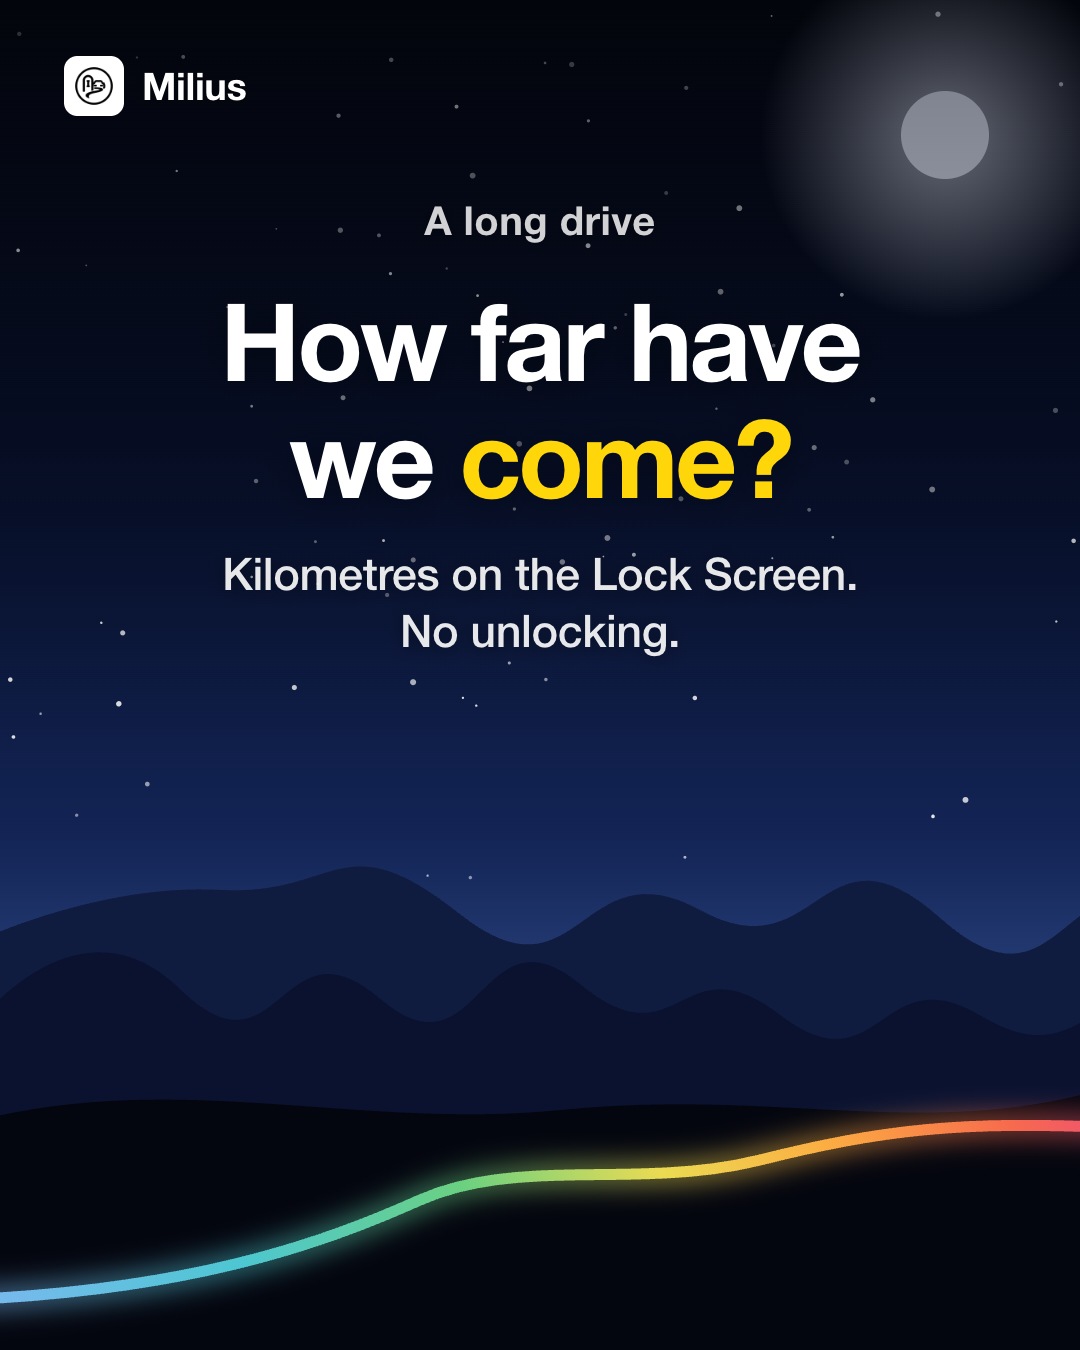 Milius
A long drive
How far have
we come?
Kilometres on the Lock Screen.
No unlocking.